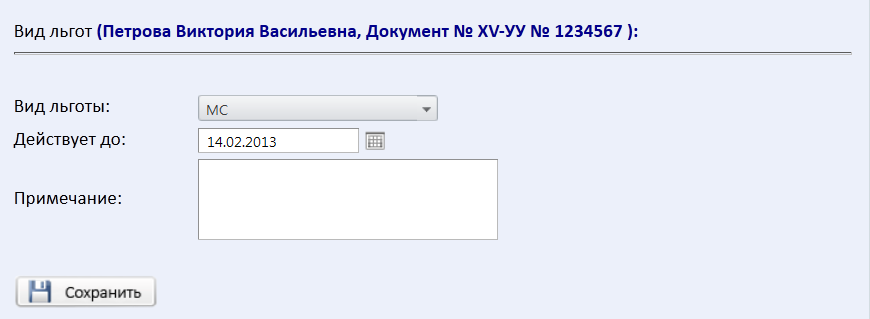 Вид льгот (Петрова Виктория Васильевна, Документ № XV-УУ № 1234567 ):
Вид льготы: МС
Действует до: 14.02.2013
Примечание:
Сохранить